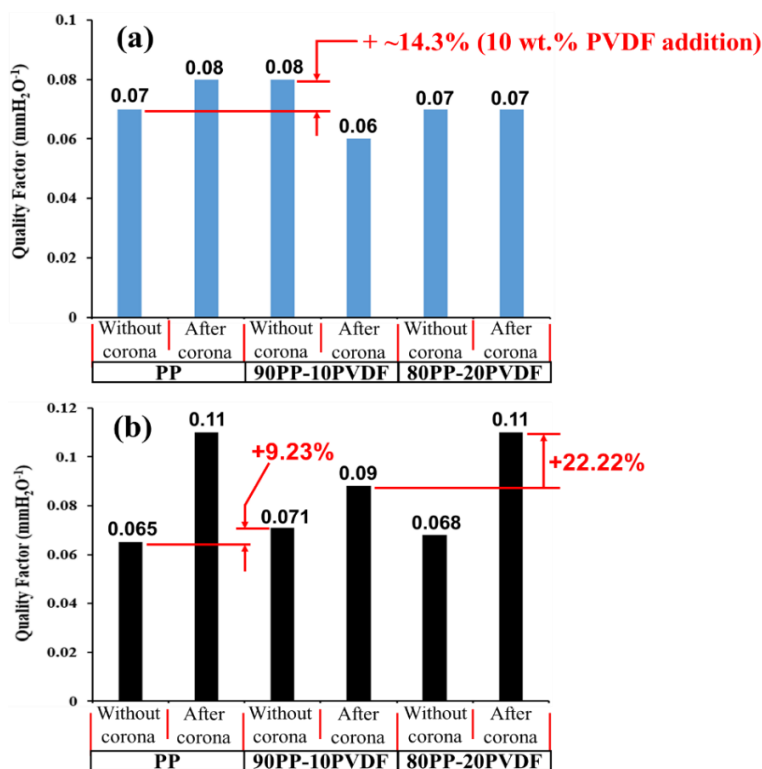 (a)
+ ~14.3% (10 wt.% PVDF addition)
Quality Factor (mmH₂O⁻¹)
0.1
0.08
0.06
0.04
0.02
0
0.07
0.08
0.08
0.06
0.07
0.07
Without corona
After corona
Without corona
After corona
Without corona
After corona
PP
90PP-10PVDF
80PP-20PVDF
(b)
Quality Factor (mmH₂O⁻¹)
0.12
0.1
0.08
0.06
0.04
0.02
0
0.065
0.11
+9.23%
0.071
0.09
0.068
0.11
+22.22%
Without corona
After corona
Without corona
After corona
Without corona
After corona
PP
90PP-10PVDF
80PP-20PVDF